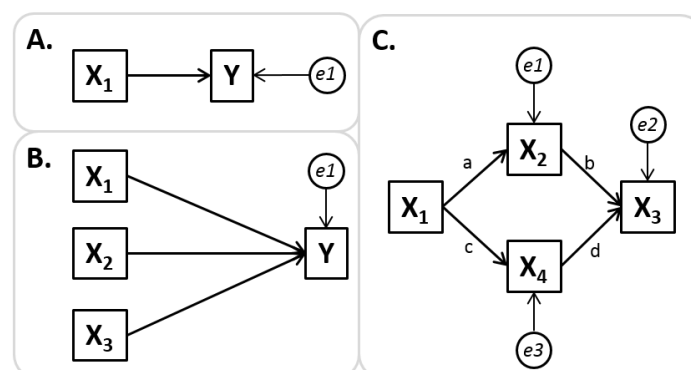 A.
X₁ Y e1
B.
X₁
X₂
X₃
e1
Y
C.
e1
X₂
e2
a b
X₁ X₃
c d
X₄
e3